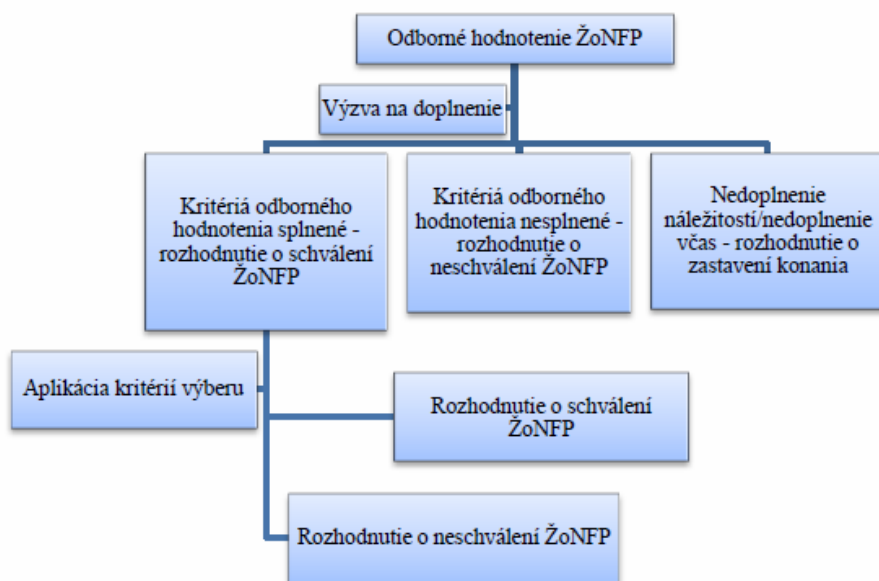 Odborné hodnotenie ŽoNFP
Výzva na doplnenie
Kritériá odborného
hodnotenia splnené -
rozhodnutie o schválení
ŽoNFP
Kritériá odborného
hodnotenia nesplnené -
rozhodnutie o
neschválení ŽoNFP
Nedoplnenie
náležitostí/nedoplnenie
včas - rozhodnutie o
zastavení konania
Aplikácia kritérií výberu
Rozhodnutie o schválení
ŽoNFP
Rozhodnutie o neschválení ŽoNFP